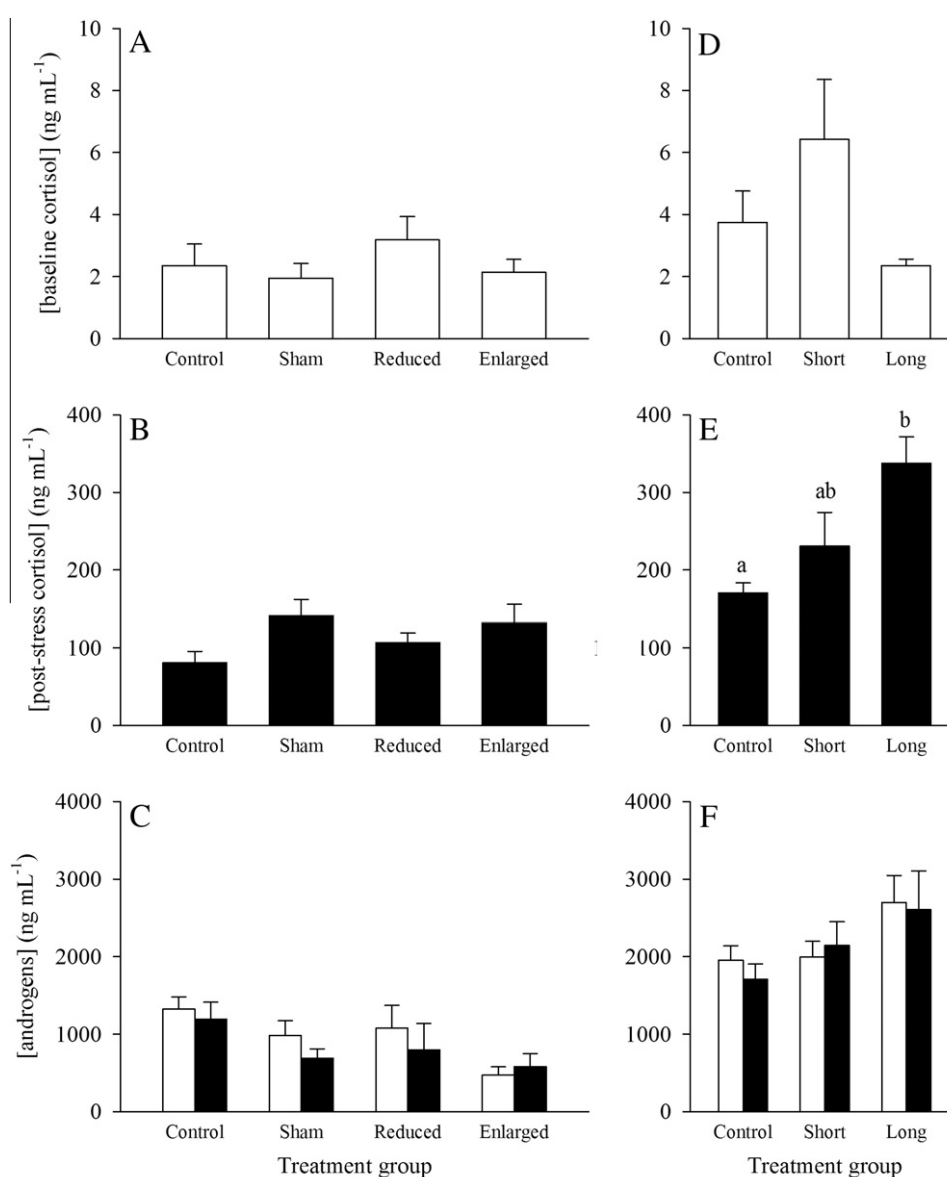 A
[baseline cortisol] (ng mL-1)
10
8
6
4
2
0
Control Sham Reduced Enlarged
D
10
8
6
4
2
0
Control Short Long
B
[post-stress cortisol] (ng mL-1)
400
300
200
100
0
Control Sham Reduced Enlarged
E
400
300
200
100
0
a
ab
b
Control Short Long
C
[androgens] (ng mL-1)
4000
3000
2000
1000
0
Control Sham Reduced Enlarged
Treatment group
F
4000
3000
2000
1000
0
Control Short Long
Treatment group